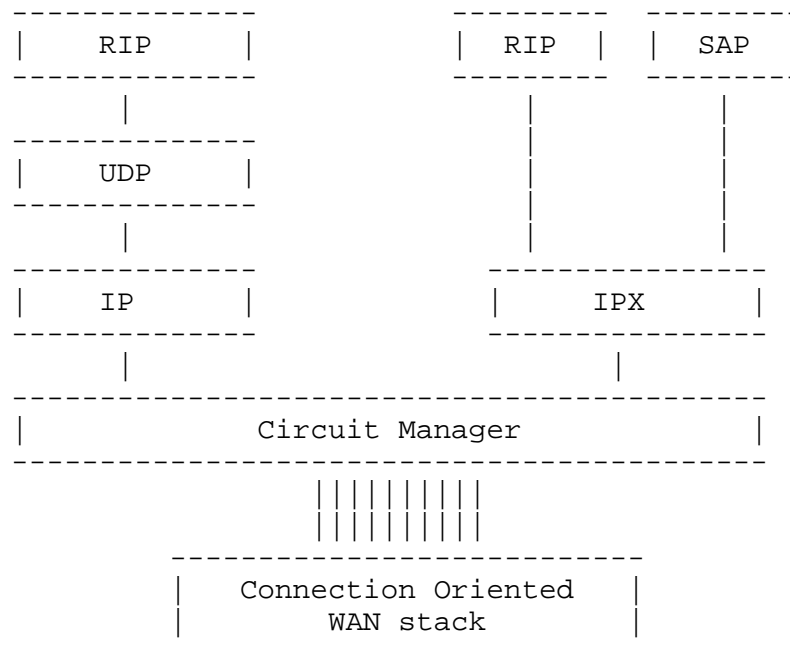 RIP RIP SAP
UDP
IP IPX
Circuit Manager
Connection Oriented
WAN stack